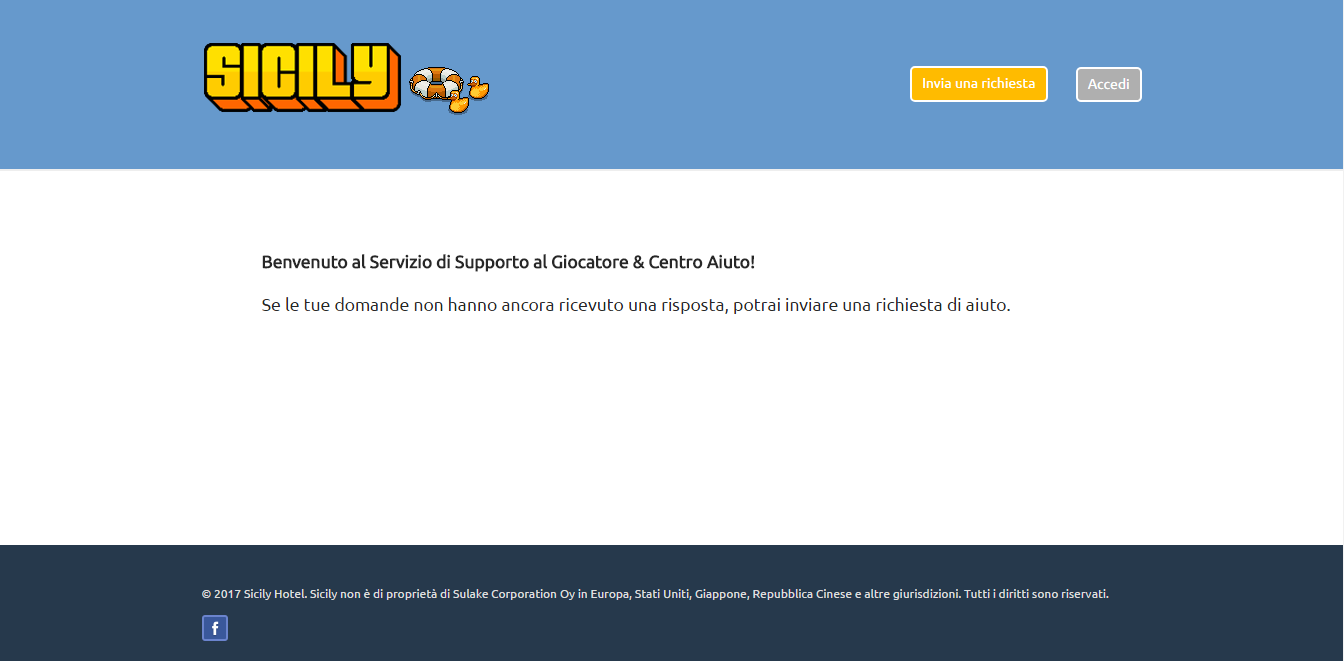 SICILY
Invia una richiesta
Accedi
Benvenuto al Servizio di Supporto al Giocatore & Centro Aiuto!
Se le tue domande non hanno ancora ricevuto una risposta, potrai inviare una richiesta di aiuto.
© 2017 Sicily Hotel. Sicily non è di proprietà di Sulake Corporation Oy in Europa, Stati Uniti, Giappone, Repubblica Cinese e altre giurisdizioni. Tutti i diritti sono riservati.
f